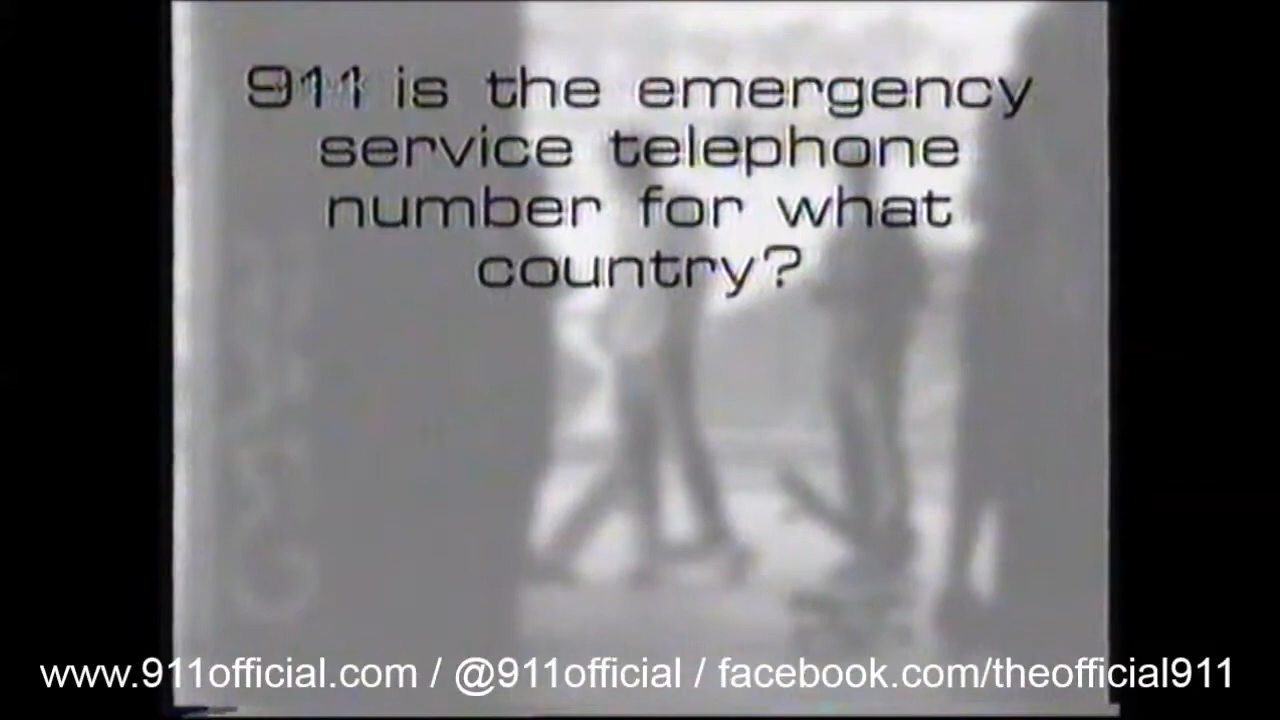 911 is the emergency
service telephone
number for what
country?
www.911official.com / @911official / facebook.com/theofficial911